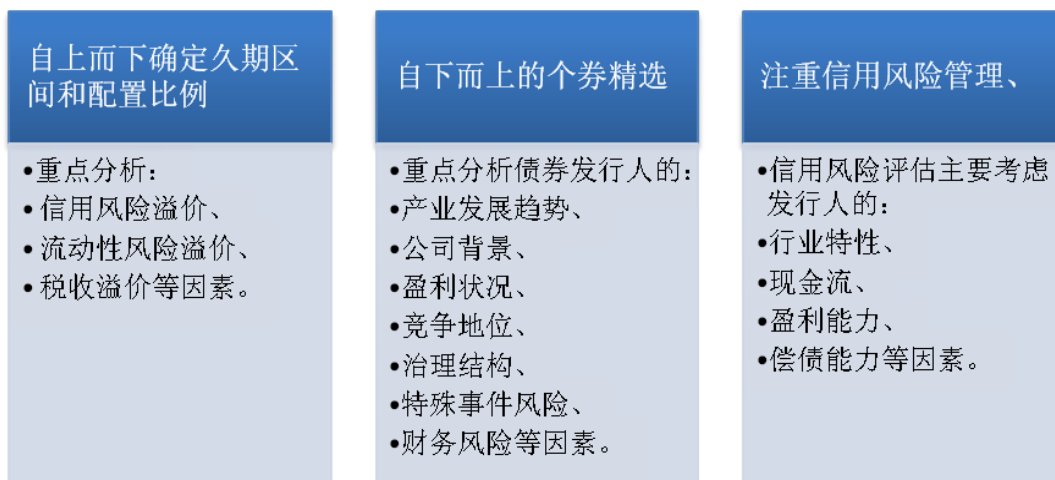 自上而下确定久期区
间和配置比例
•重点分析：
•信用风险溢价、
•流动性风险溢价、
•税收溢价等因素。
自下而上的个券精选
•重点分析债券发行人的：
•产业发展趋势、
•公司背景、
•盈利状况、
•竞争地位、
•治理结构、
•特殊事件风险、
•财务风险等因素。
注重信用风险管理、
•信用风险评估主要考虑
发行人的：
•行业特性、
•现金流、
•盈利能力、
•偿债能力等因素。